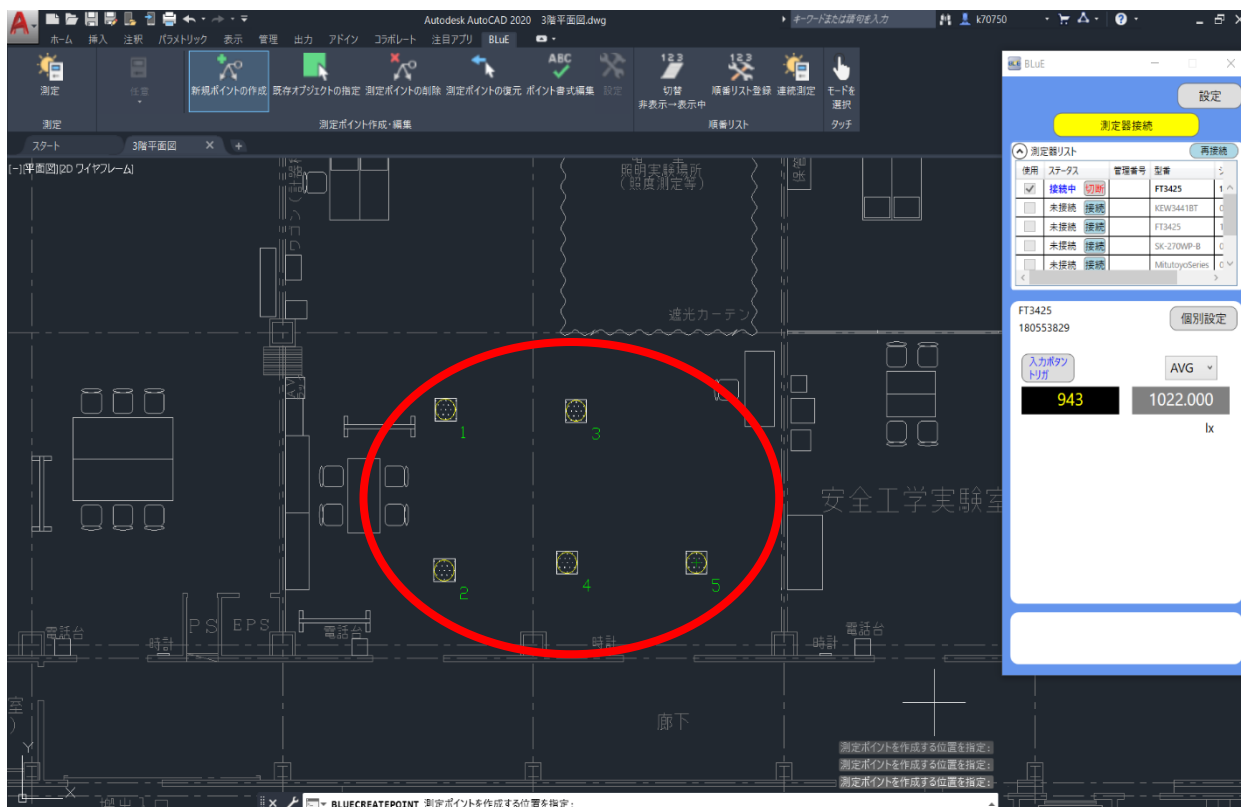 Autodesk AutoCAD 2020 3階平面図.dwg
キーワードまたは語句を入力
k70750
ホーム 挿入 注釈 パラメトリック 表示 管理 出力 アドイン コラボレート 注目アプリ BLuE
測定
任意
新規ポイントの作成
既存オブジェクトの指定
測定ポイントの削除
測定ポイントの復元
ABC
ポイント書式編集
設定
123
切替
非表示→表示中
123
順番リスト登録
連続測定
モードを
選択
測定
測定ポイント作成・編集
順番リスト
タッチ
スタート
3階平面図
[-][平面図][2D ワイヤフレーム]
照明実験場所
(照度測定等)
遮光カーテン
1
3
2
4
5
安全工学実験室
PS EPS
電話台
時計
電話台
時計
時計
電話台
廊下
Y
X
測定ポイントを作成する位置を指定:
測定ポイントを作成する位置を指定:
測定ポイントを作成する位置を指定:
BLUECREATEPOINT 測定ポイントを作成する位置を指定:
BLuE
設定
測定器接続
測定器リスト
再接続
使用 ステータス 管理番号 型番 シ
接続中 切断 FT3425 1
未接続 接続 KEW3441BT 0
未接続 接続 FT3425 1
未接続 接続 SK-270WP-B 0
未接続 接続 MitutoyoSeries 0
FT3425
180553829
個別設定
入力ボタン
トリガ
AVG
943
1022.000
lx